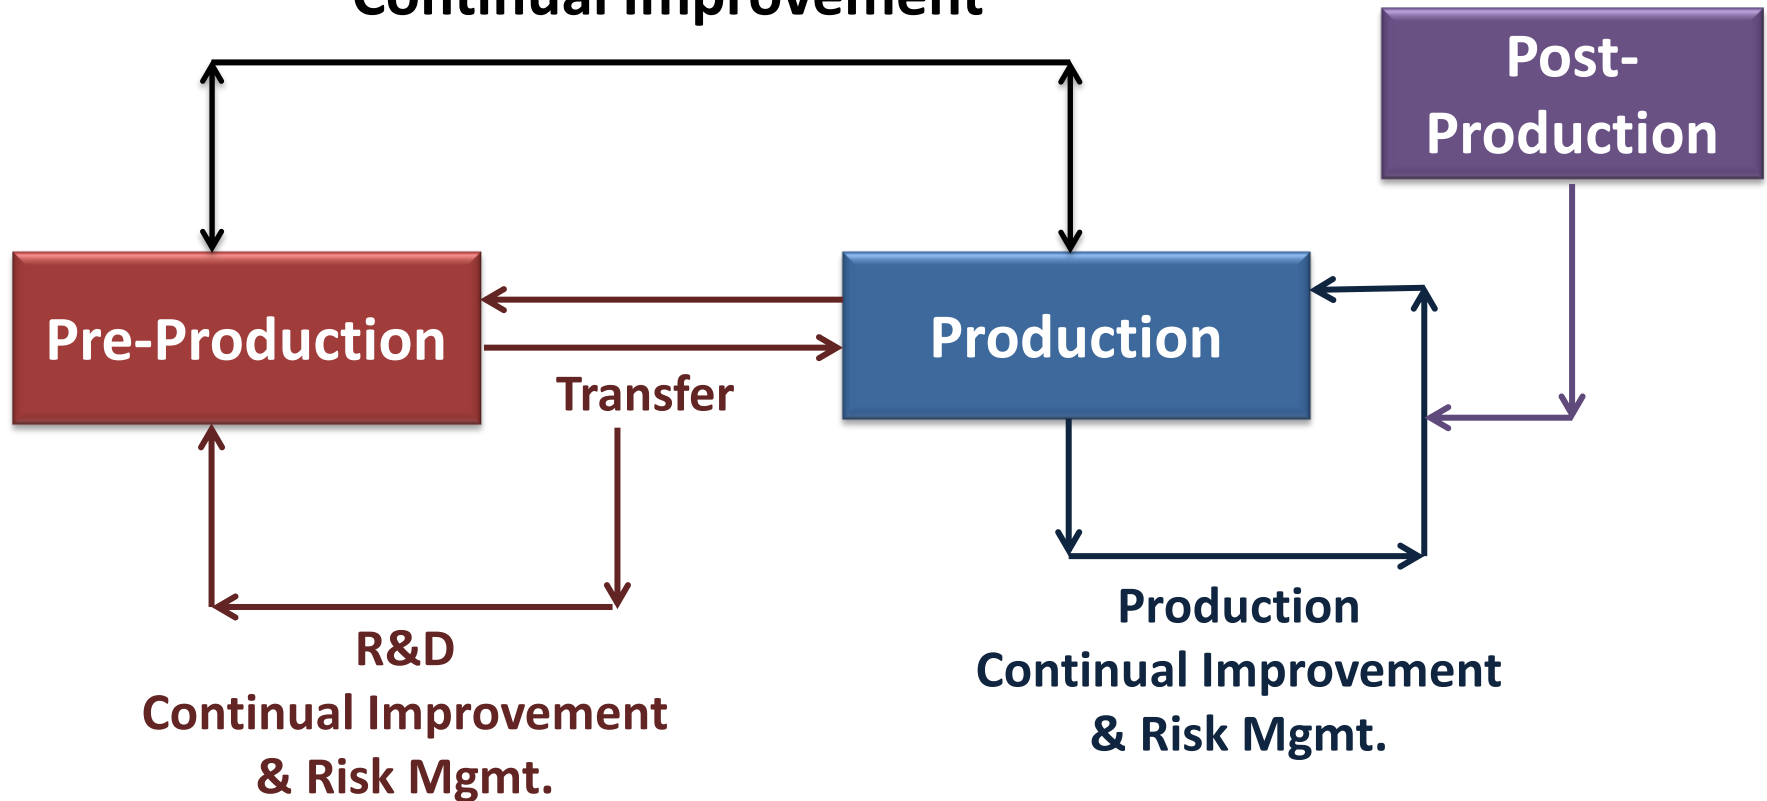 Continual Improvement
Post-
Production
Pre-Production
Production
Transfer
R&D
Continual Improvement
& Risk Mgmt.
Production
Continual Improvement
& Risk Mgmt.